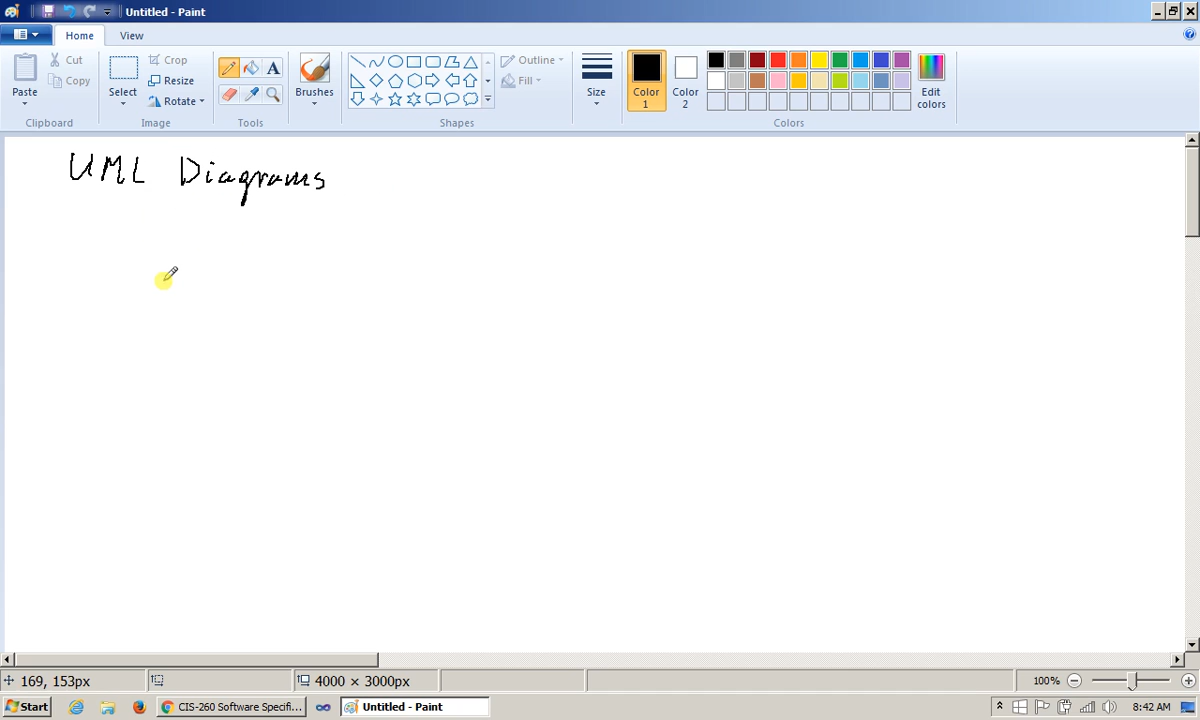 Untitled - Paint
Home View
Cut
Copy
Paste
Clipboard
Select
Crop
Resize
Rotate
Image
A
Tools
Brushes
Outline
Fill
Shapes
Size
Color 1
Color 2
Edit colors
Colors
UML Diagrams
169, 153px
4000 × 3000px
100%
Start
CIS-260 Software Specifi...
Untitled - Paint
8:42 AM